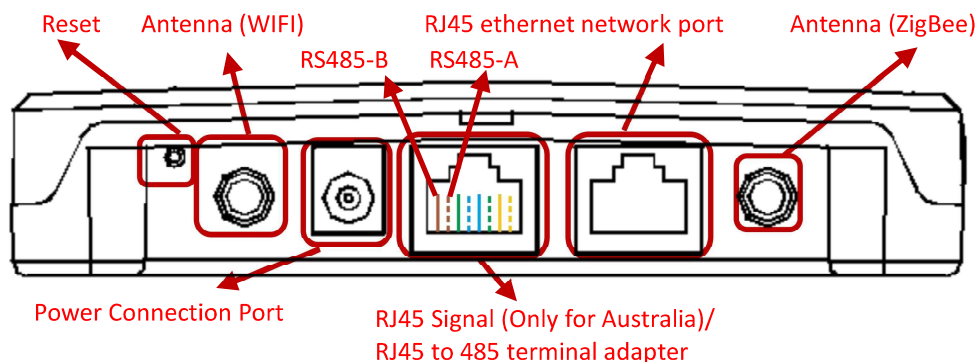 Reset
Antenna (WIFI)
RJ45 ethernet network port
Antenna (ZigBee)
RS485-B
RS485-A
Power Connection Port
RJ45 Signal (Only for Australia)/
RJ45 to 485 terminal adapter